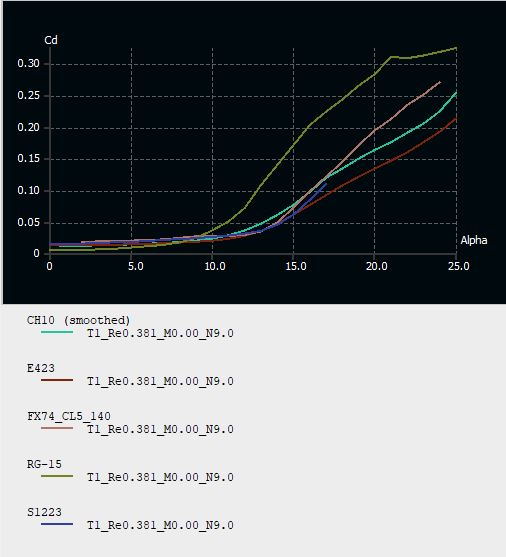 Cd
0.30
0.25
0.20
0.15
0.10
0.05
0
Alpha
0 5.0 10.0 15.0 20.0 25.0
CH10 (smoothed)
T1_Re0.381_M0.00_N9.0
E423
T1_Re0.381_M0.00_N9.0
FX74_CL5_140
T1_Re0.381_M0.00_N9.0
RG-15
T1_Re0.381_M0.00_N9.0
S1223
T1_Re0.381_M0.00_N9.0